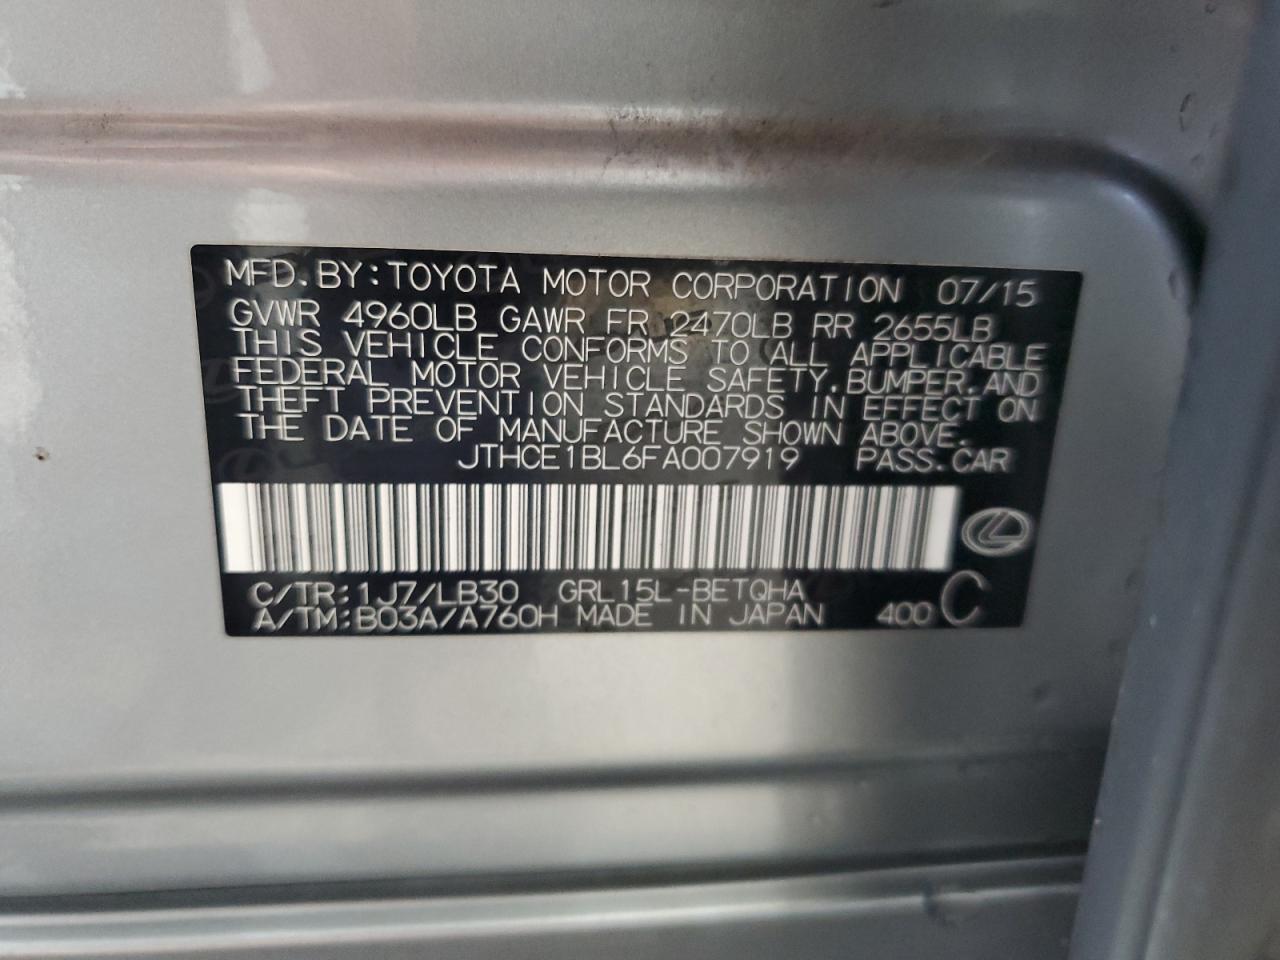 MFD. BY: TOYOTA MOTOR CORPORATION 07/15
GVWR 4960LB GAWR FR 2470LB RR 2655LB
THIS VEHICLE CONFORMS TO ALL APPLICABLE
FEDERAL MOTOR VEHICLE SAFETY, BUMPER, AND
THEFT PREVENTION STANDARDS IN EFFECT ON
THE DATE OF MANUFACTURE SHOWN ABOVE.
JTHCE1BL6FA007919 PASS. CAR
C/TR: 1J7/LB30 GRL15L-BETQHA
A/TM: B03A/A760H MADE IN JAPAN 400 C